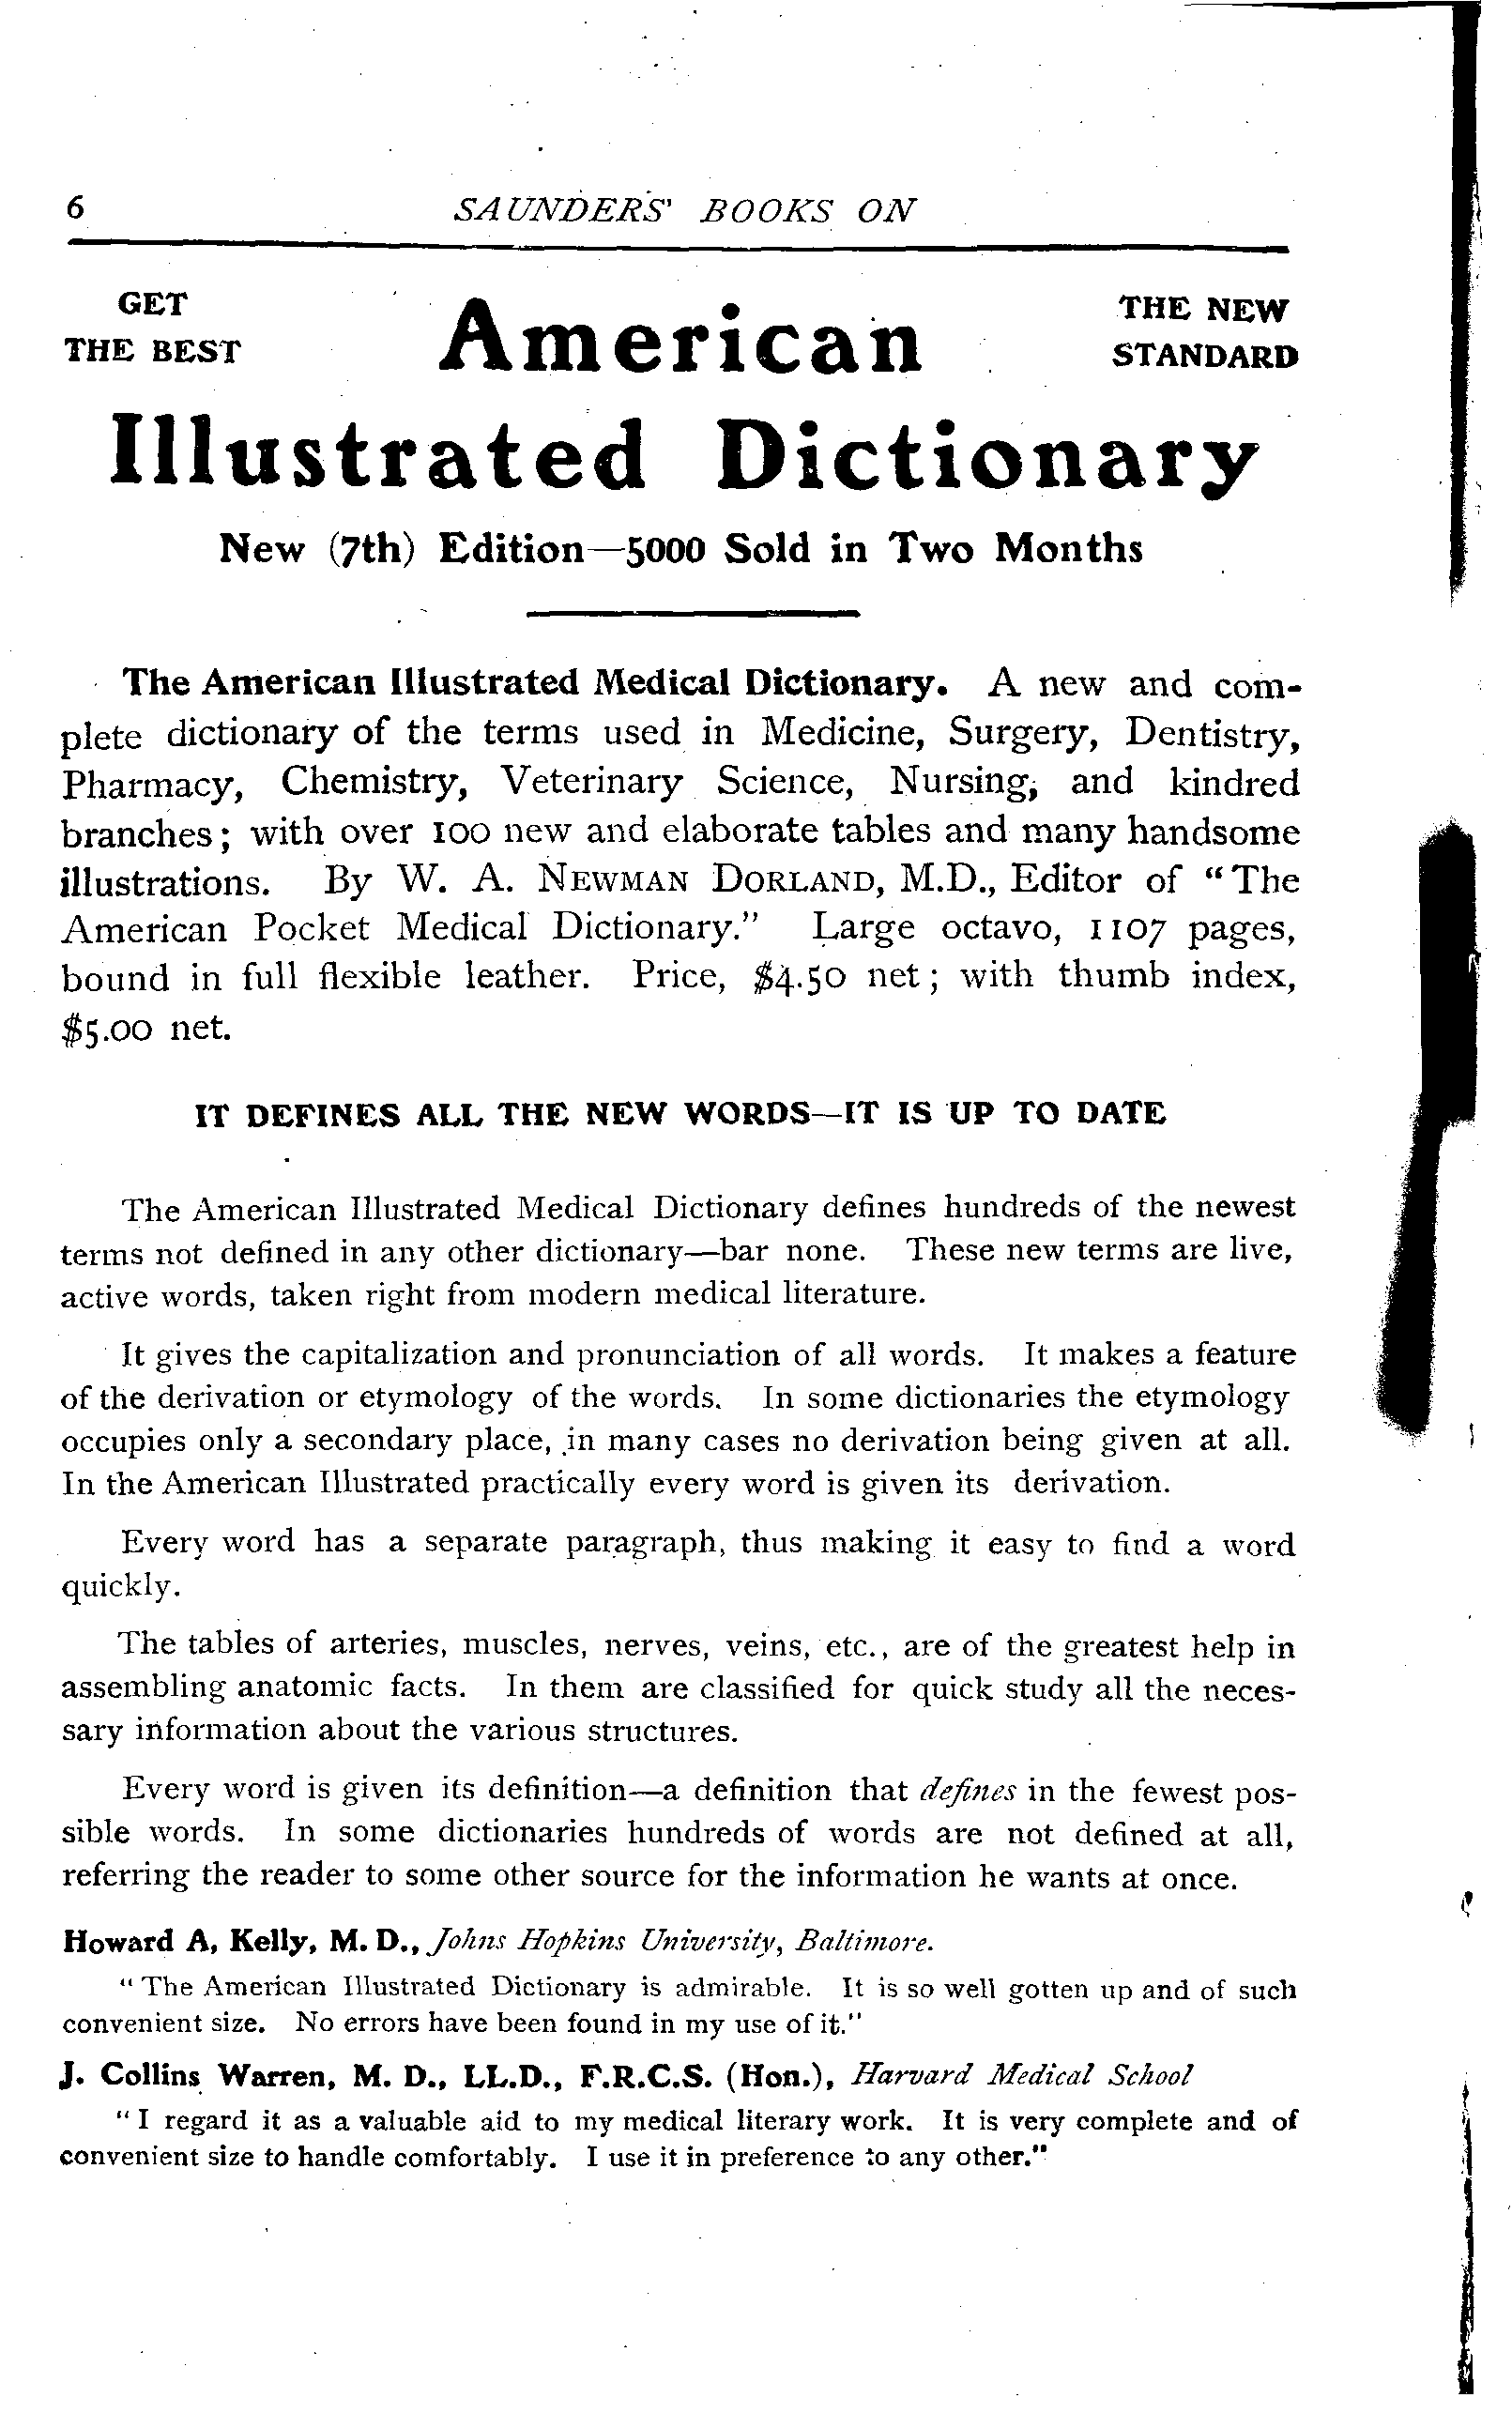 6 SAUNDERS' BOOKS ON
GET
THE BEST
American
THE NEW
STANDARD
Illustrated Dictionary
New (7th) Edition—5000 Sold in Two Months
The American Illustrated Medical Dictionary. A new and com-
plete dictionary of the terms used in Medicine, Surgery, Dentistry,
Pharmacy, Chemistry, Veterinary Science, Nursing, and kindred
branches; with over 100 new and elaborate tables and many handsome
illustrations. By W. A. NEWMAN DORLAND, M.D., Editor of "The
American Pocket Medical Dictionary." Large octavo, 1107 pages,
bound in full flexible leather. Price, $4.50 net; with thumb index,
$5.00 net.
IT DEFINES ALL THE NEW WORDS—IT IS UP TO DATE
The American Illustrated Medical Dictionary defines hundreds of the newest
terms not defined in any other dictionary—bar none. These new terms are live,
active words, taken right from modern medical literature.
It gives the capitalization and pronunciation of all words. It makes a feature
of the derivation or etymology of the words. In some dictionaries the etymology
occupies only a secondary place, in many cases no derivation being given at all.
In the American Illustrated practically every word is given its derivation.
Every word has a separate paragraph, thus making it easy to find a word
quickly.
The tables of arteries, muscles, nerves, veins, etc., are of the greatest help in
assembling anatomic facts. In them are classified for quick study all the neces-
sary information about the various structures.
Every word is given its definition—a definition that defines in the fewest pos-
sible words. In some dictionaries hundreds of words are not defined at all,
referring the reader to some other source for the information he wants at once.
Howard A, Kelly, M. D., Johns Hopkins University, Baltimore.
"The American Illustrated Dictionary is admirable. It is so well gotten up and of such
convenient size. No errors have been found in my use of it."
J. Collins Warren, M. D., LL.D., F.R.C.S. (Hon.), Harvard Medical School
"I regard it as a valuable aid to my medical literary work. It is very complete and of
convenient size to handle comfortably. I use it in preference to any other."